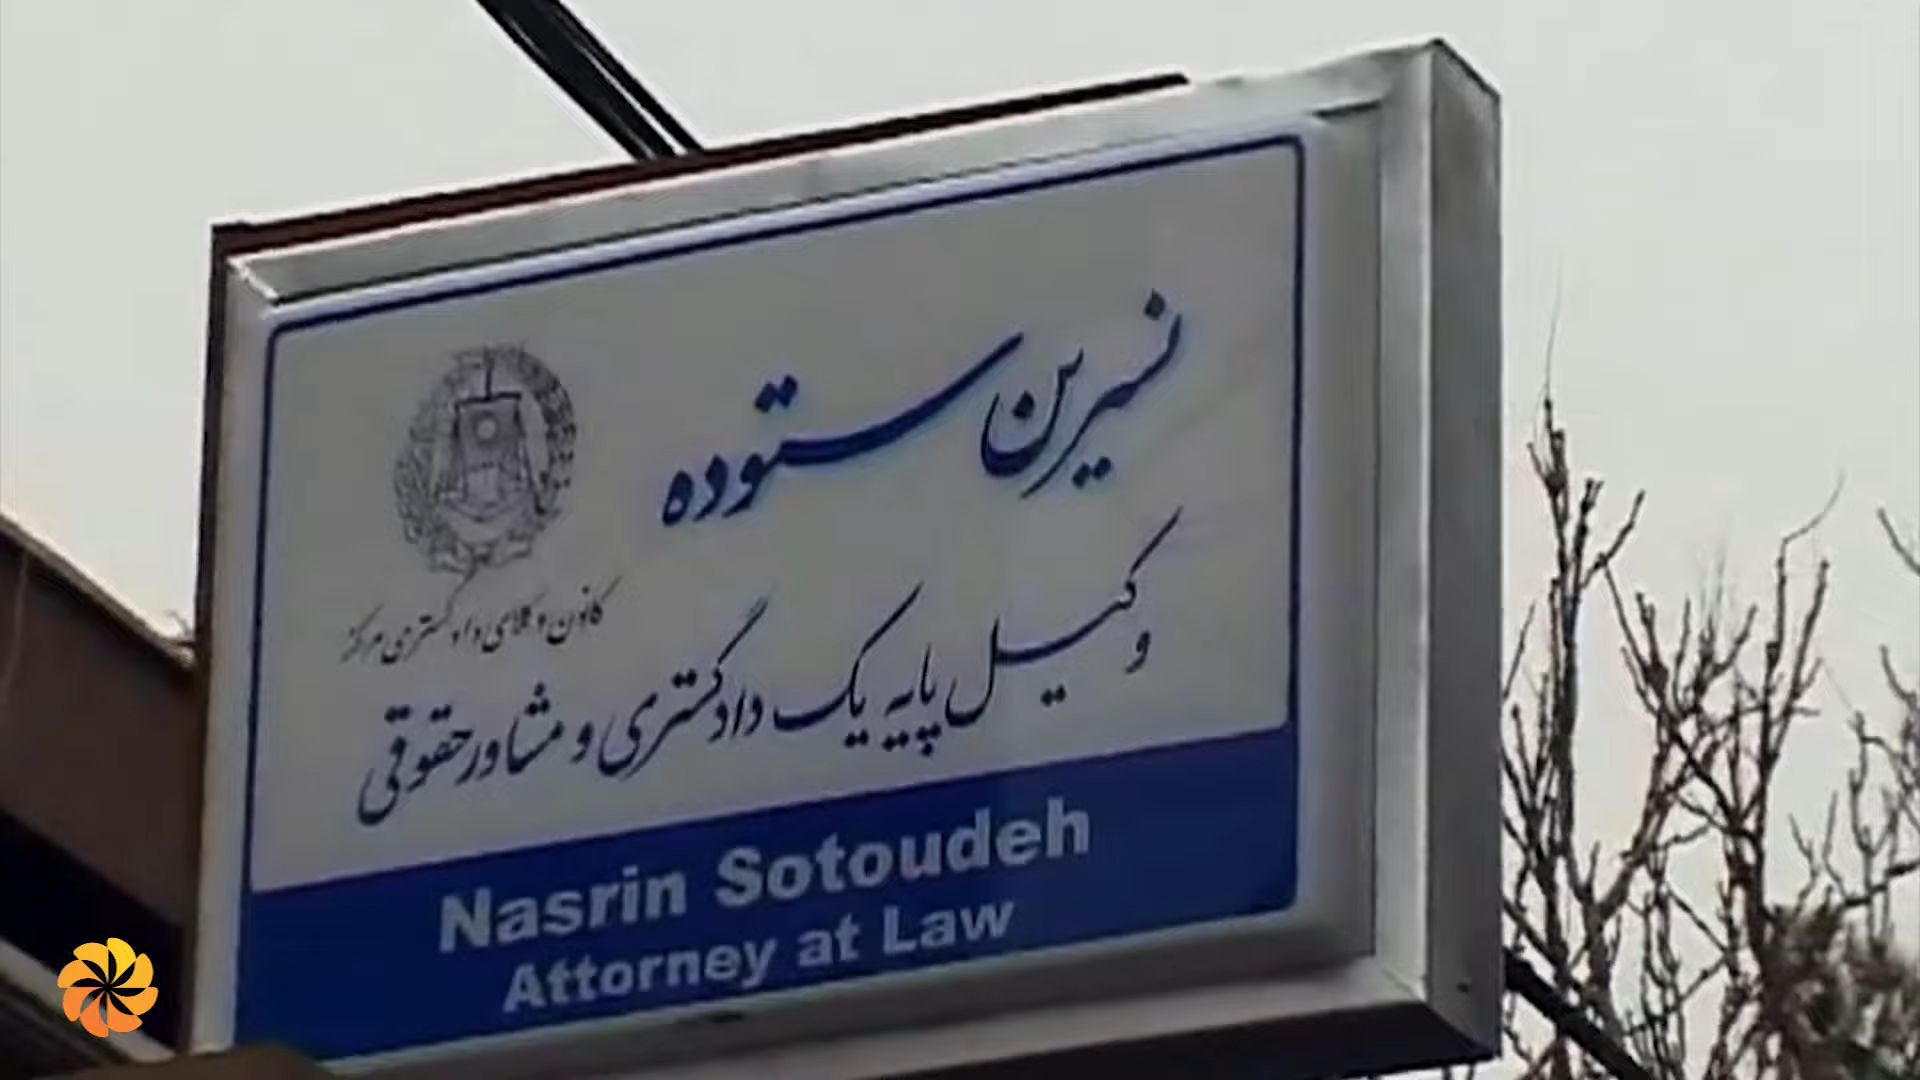 نسرین ستوده
کانون وکلای دادگستری مرکز
وکیل پایه یک دادگستری و مشاور حقوقی
Nasrin Sotoudeh
Attorney at Law